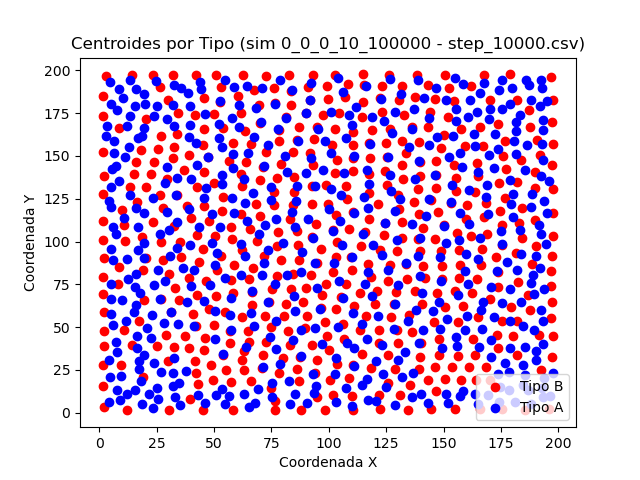 Centroides por Tipo (sim 0_0_0_10_100000 - step_10000.csv)
Coordenada Y
200
175
150
125
100
75
50
25
0
0 25 50 75 100 125 150 175 200
Coordenada X
Tipo B
Tipo A